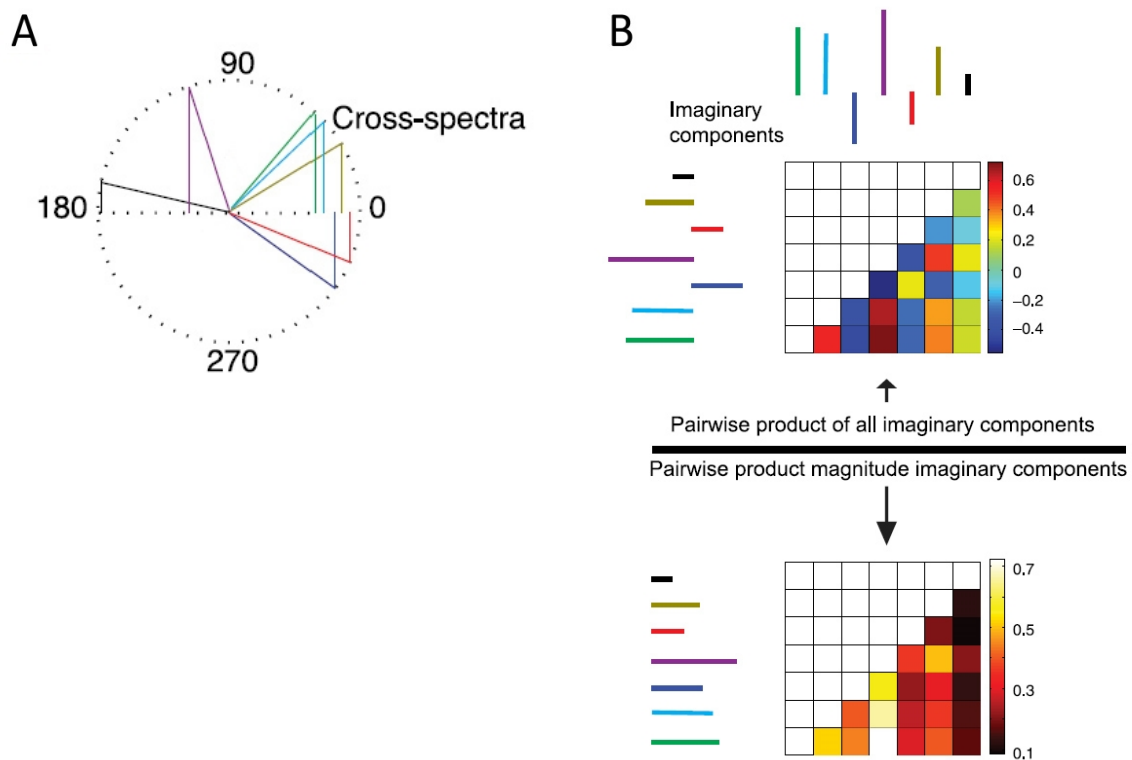 A
90
Cross-spectra
180
0
270
B
Imaginary
components
0.6
0.4
0.2
0
−0.2
−0.4
Pairwise product of all imaginary components
Pairwise product magnitude imaginary components
0.7
0.5
0.3
0.1